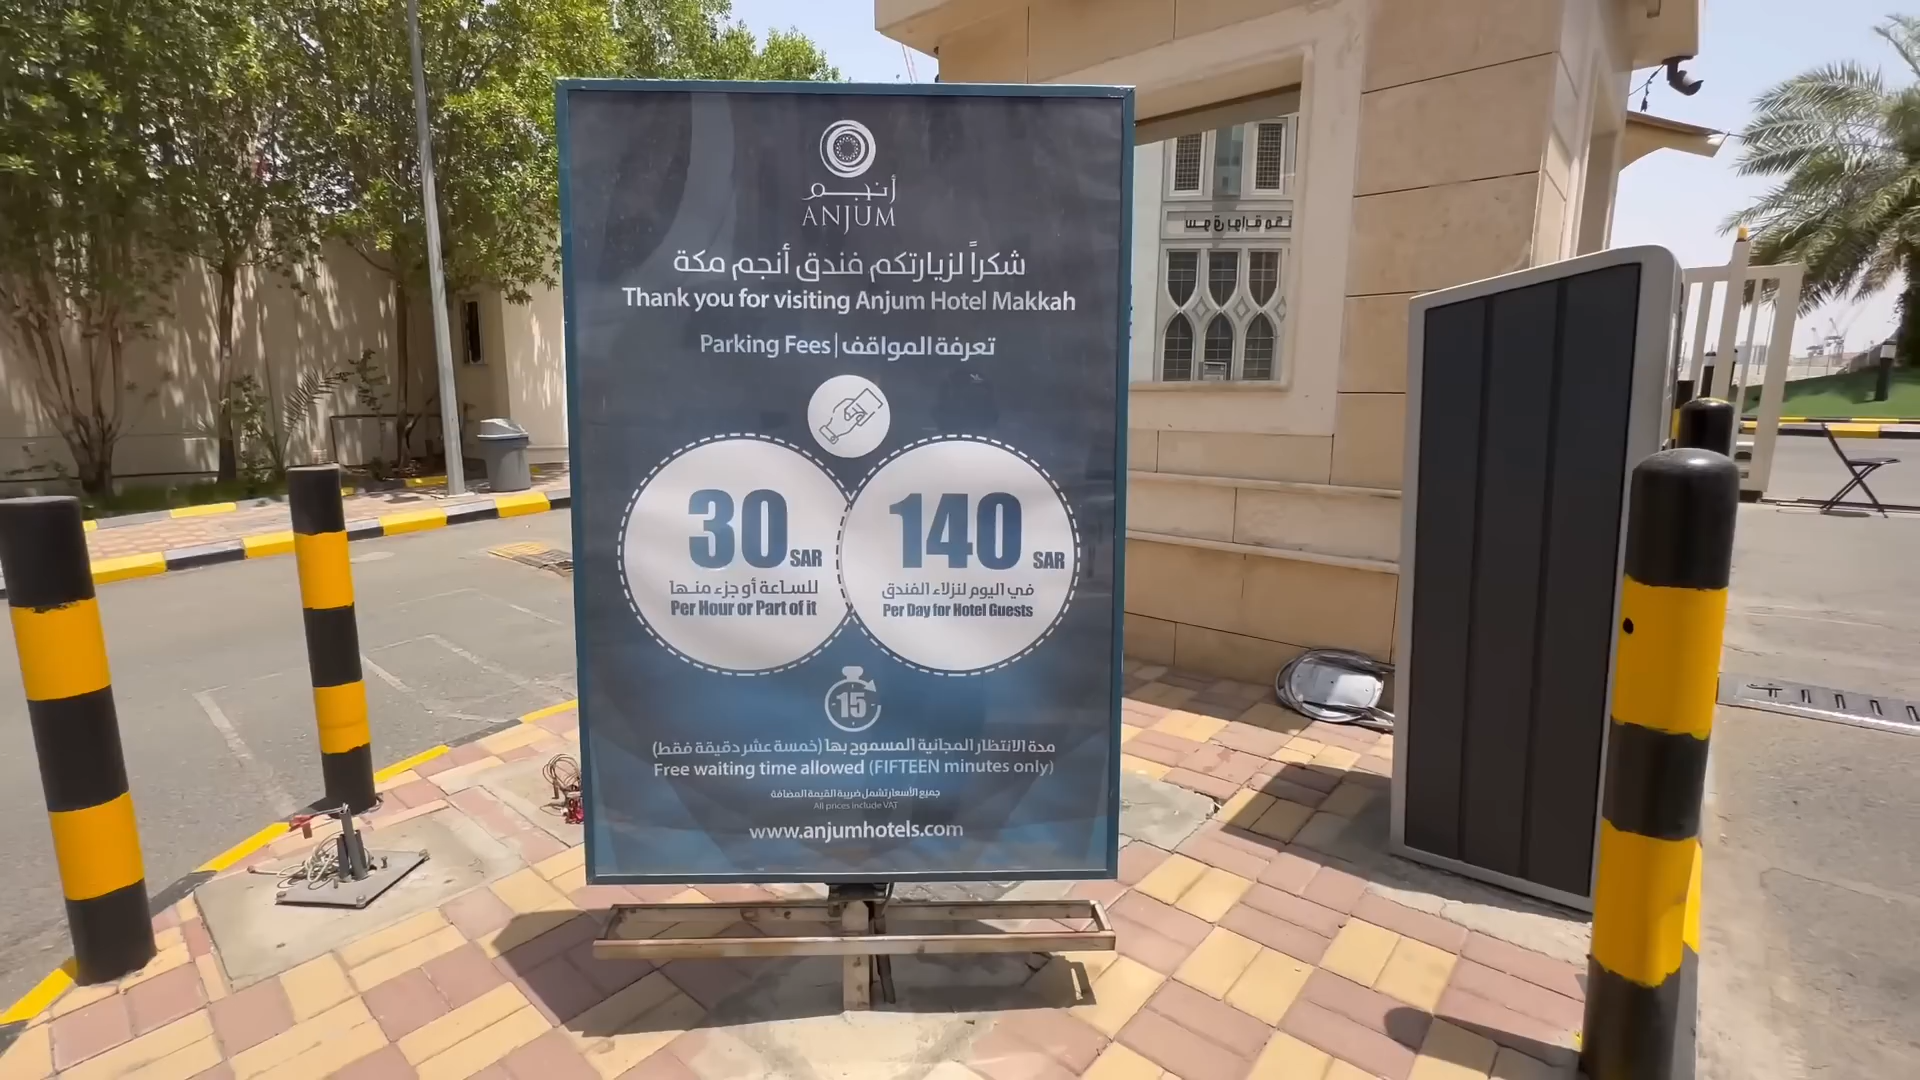 أنجم
ANJUM
شكراً لزيارتكم فندق أنجم مكة
Thank you for visiting Anjum Hotel Makkah
Parking Fees | تعرفة المواقف
30 SAR
للساعة أو جزء منها
Per Hour or Part of it
140 SAR
في اليوم لنزلاء الفندق
Per Day for Hotel Guests
15
مدة الانتظار المجانية المسموح بها (خمسة عشر دقيقة فقط)
Free waiting time allowed (FIFTEEN minutes only)
جميع الأسعار تشمل ضريبة القيمة المضافة
All prices include VAT
www.anjumhotels.com